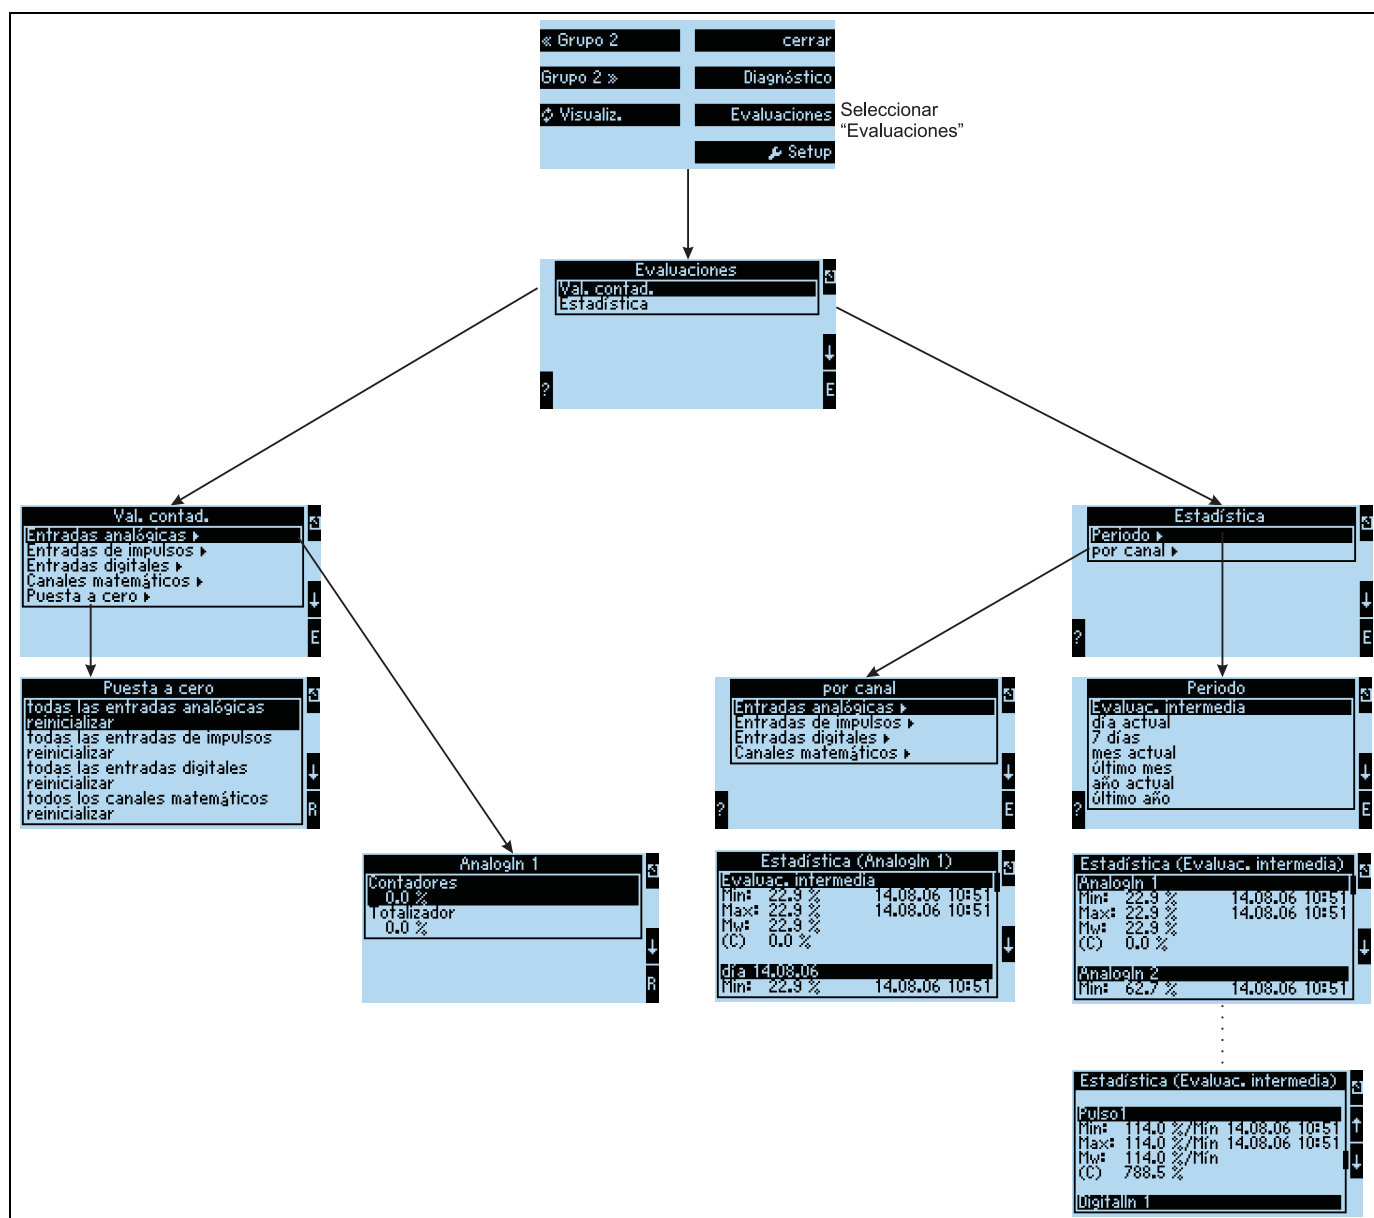 « Grupo 2
cerrar
Grupo 2 »
Diagnóstico
Visualiz.
Evaluaciones
Setup
Seleccionar
“Evaluaciones”
Evaluaciones
Val. contad.
Estadística
?
E
Val. contad.
Entradas analógicas
Entradas de impulsos
Entradas digitales
Canales matemáticos
Puesta a cero
E
Estadística
Periodo
por canal
?
E
Puesta a cero
todas las entradas analógicas
reinicializar
todas las entradas de impulsos
reinicializar
todas las entradas digitales
reinicializar
todos los canales matemáticos
reinicializar
R
por canal
Entradas analógicas
Entradas de impulsos
Entradas digitales
Canales matemáticos
?
E
Periodo
Evaluac. intermedia
día actual
7 días
mes actual
último mes
año actual
último año
?
E
AnalogIn 1
Contadores
0.0 %
Totalizador
0.0 %
R
Estadística (AnalogIn 1)
Evaluac. intermedia
Min: 22.9 % 14.08.06 10:51
Max: 22.9 % 14.08.06 10:51
Mw: 22.9 %
(C) 0.0 %
día 14.08.06
Min: 22.9 % 14.08.06 10:51
Estadística (Evaluac. intermedia)
AnalogIn 1
Min: 22.9 % 14.08.06 10:51
Max: 22.9 % 14.08.06 10:51
Mw: 22.9 %
(C) 0.0 %
AnalogIn 2
Min: 62.7 % 14.08.06 10:51
Estadística (Evaluac. intermedia)
Pulso1
Min: 114.0 %/Mín 14.08.06 10:51
Max: 114.0 %/Mín 14.08.06 10:51
Mw: 114.0 %/Mín
(C) 788.5 %
DigitalIn 1